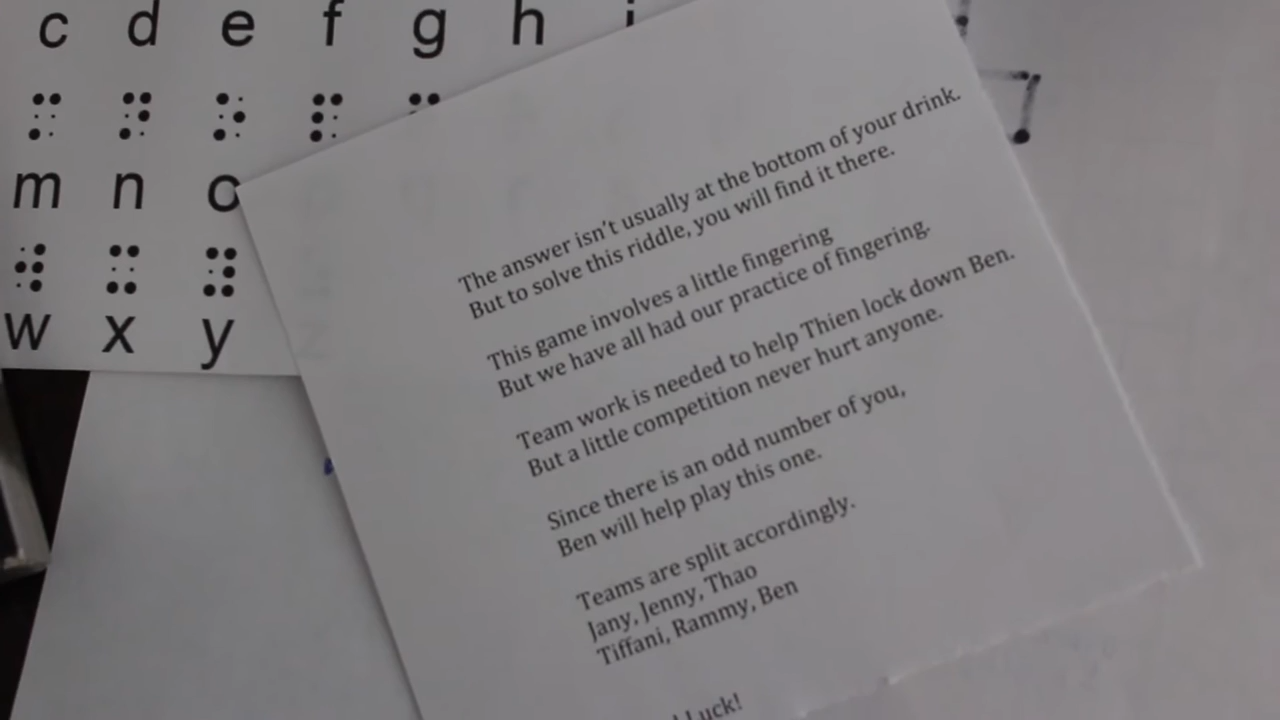 c d e f g h i
m n o
w x y
The answer isn't usually at the bottom of your drink.
But to solve this riddle, you will find it there.
This game involves a little fingering
But we have all had our practice of fingering.
Team work is needed to help Thien lock down Ben.
But a little competition never hurt anyone.
Since there is an odd number of you,
Ben will help play this one.
Teams are split accordingly.
Jany, Jenny, Thao
Tiffani, Rammy, Ben
Luck!